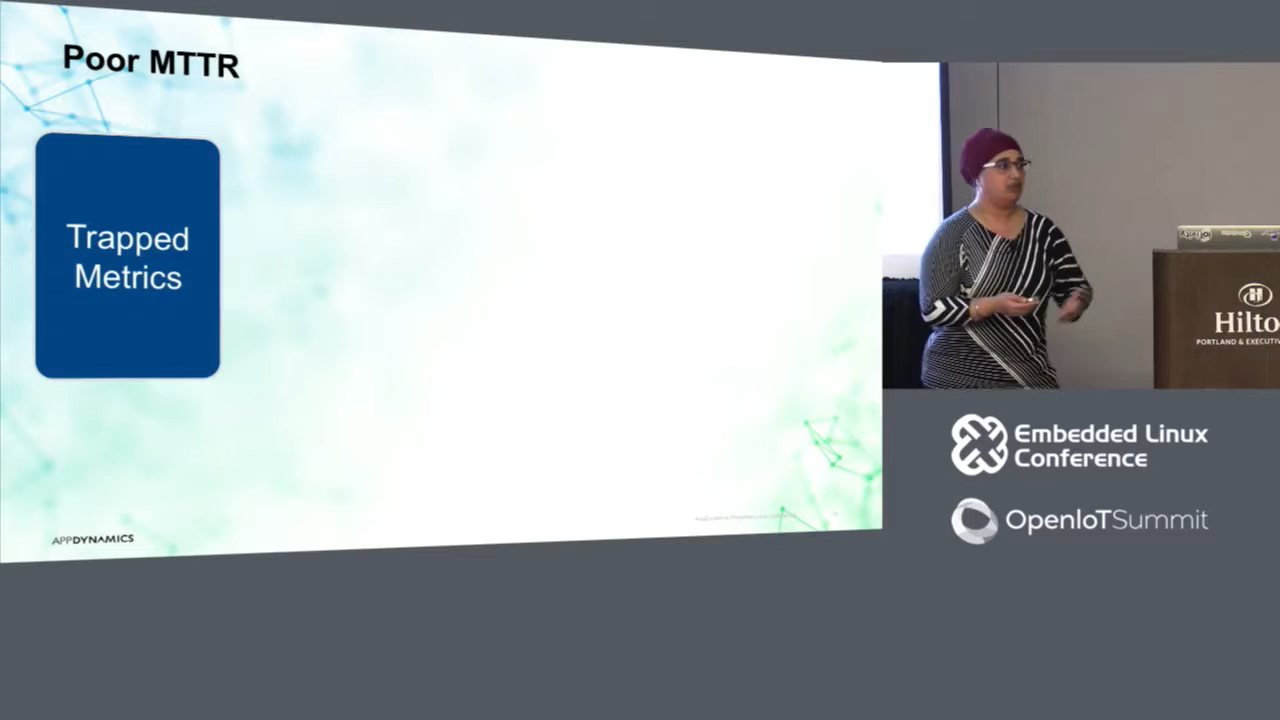 Poor MTTR
Trapped
Metrics
APPDYNAMICS
Hilto
PORTLAND & EXECUTIV
Embedded Linux
Conference
OpenIoTSummit